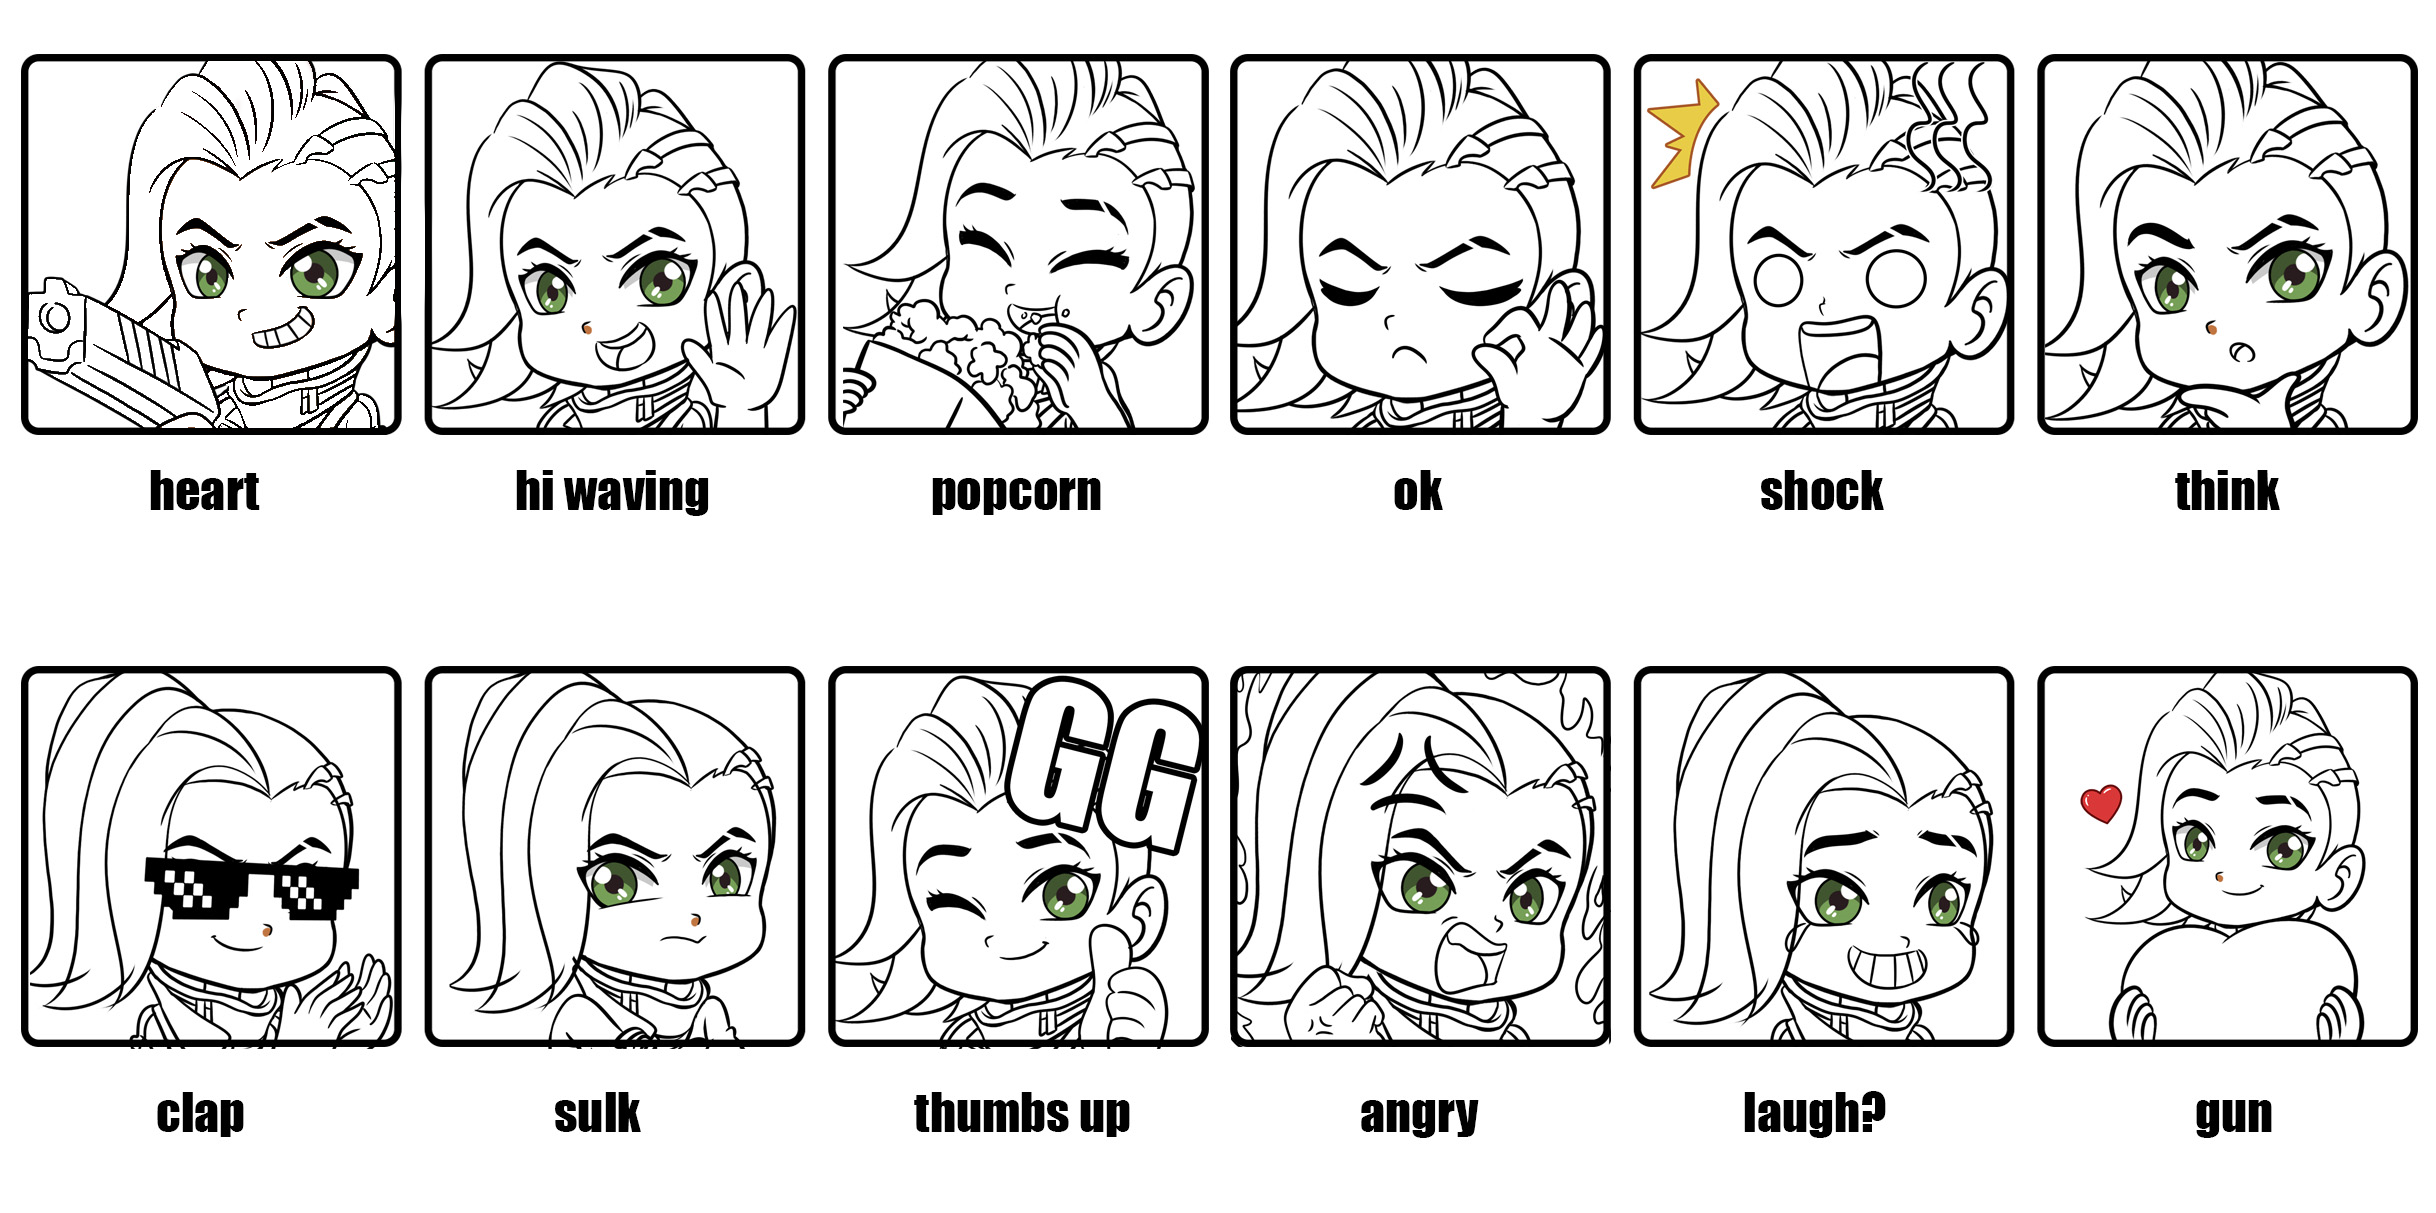 heart
hi waving
popcorn
ok
shock
think
GG
clap
sulk
thumbs up
angry
laugh?
gun